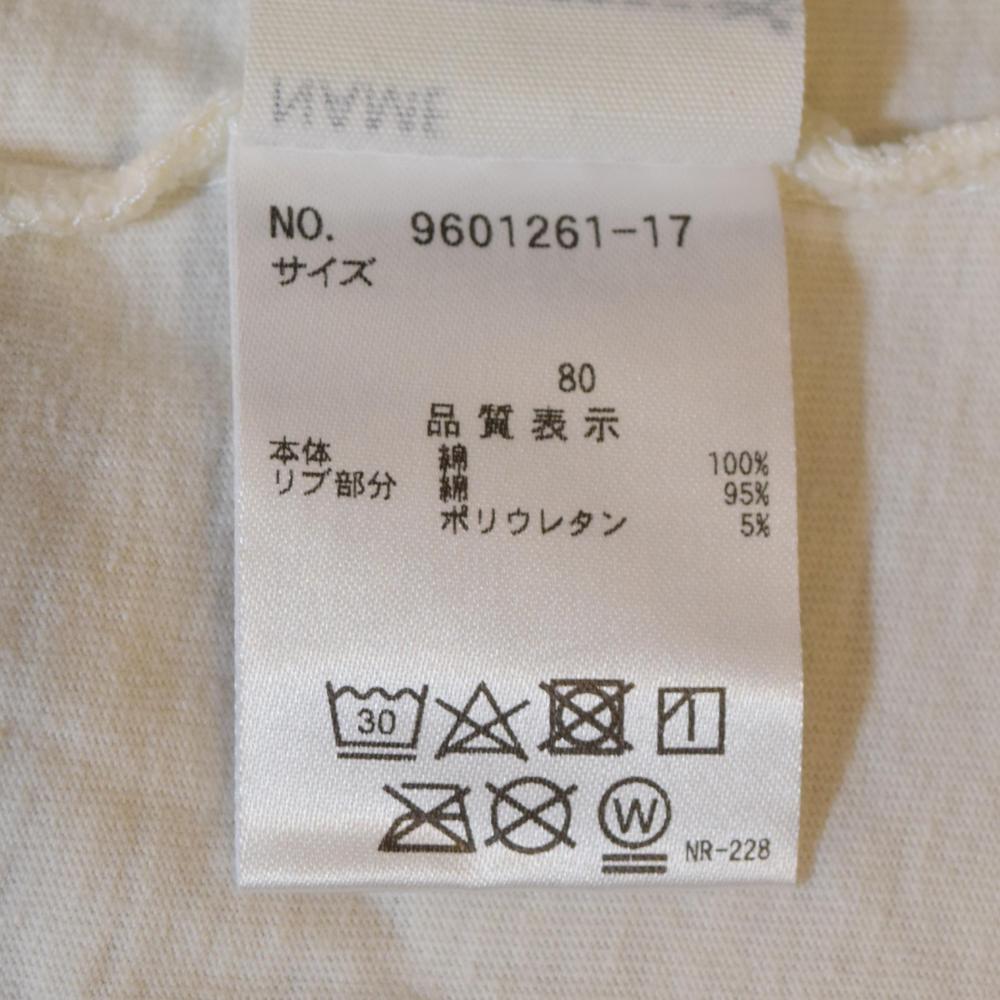 NAME
NO. 9601261-17
サイズ
80
品質表示
本体 綿 100%
リブ部分 綿 95%
ポリウレタン 5%
30
W
NR-228